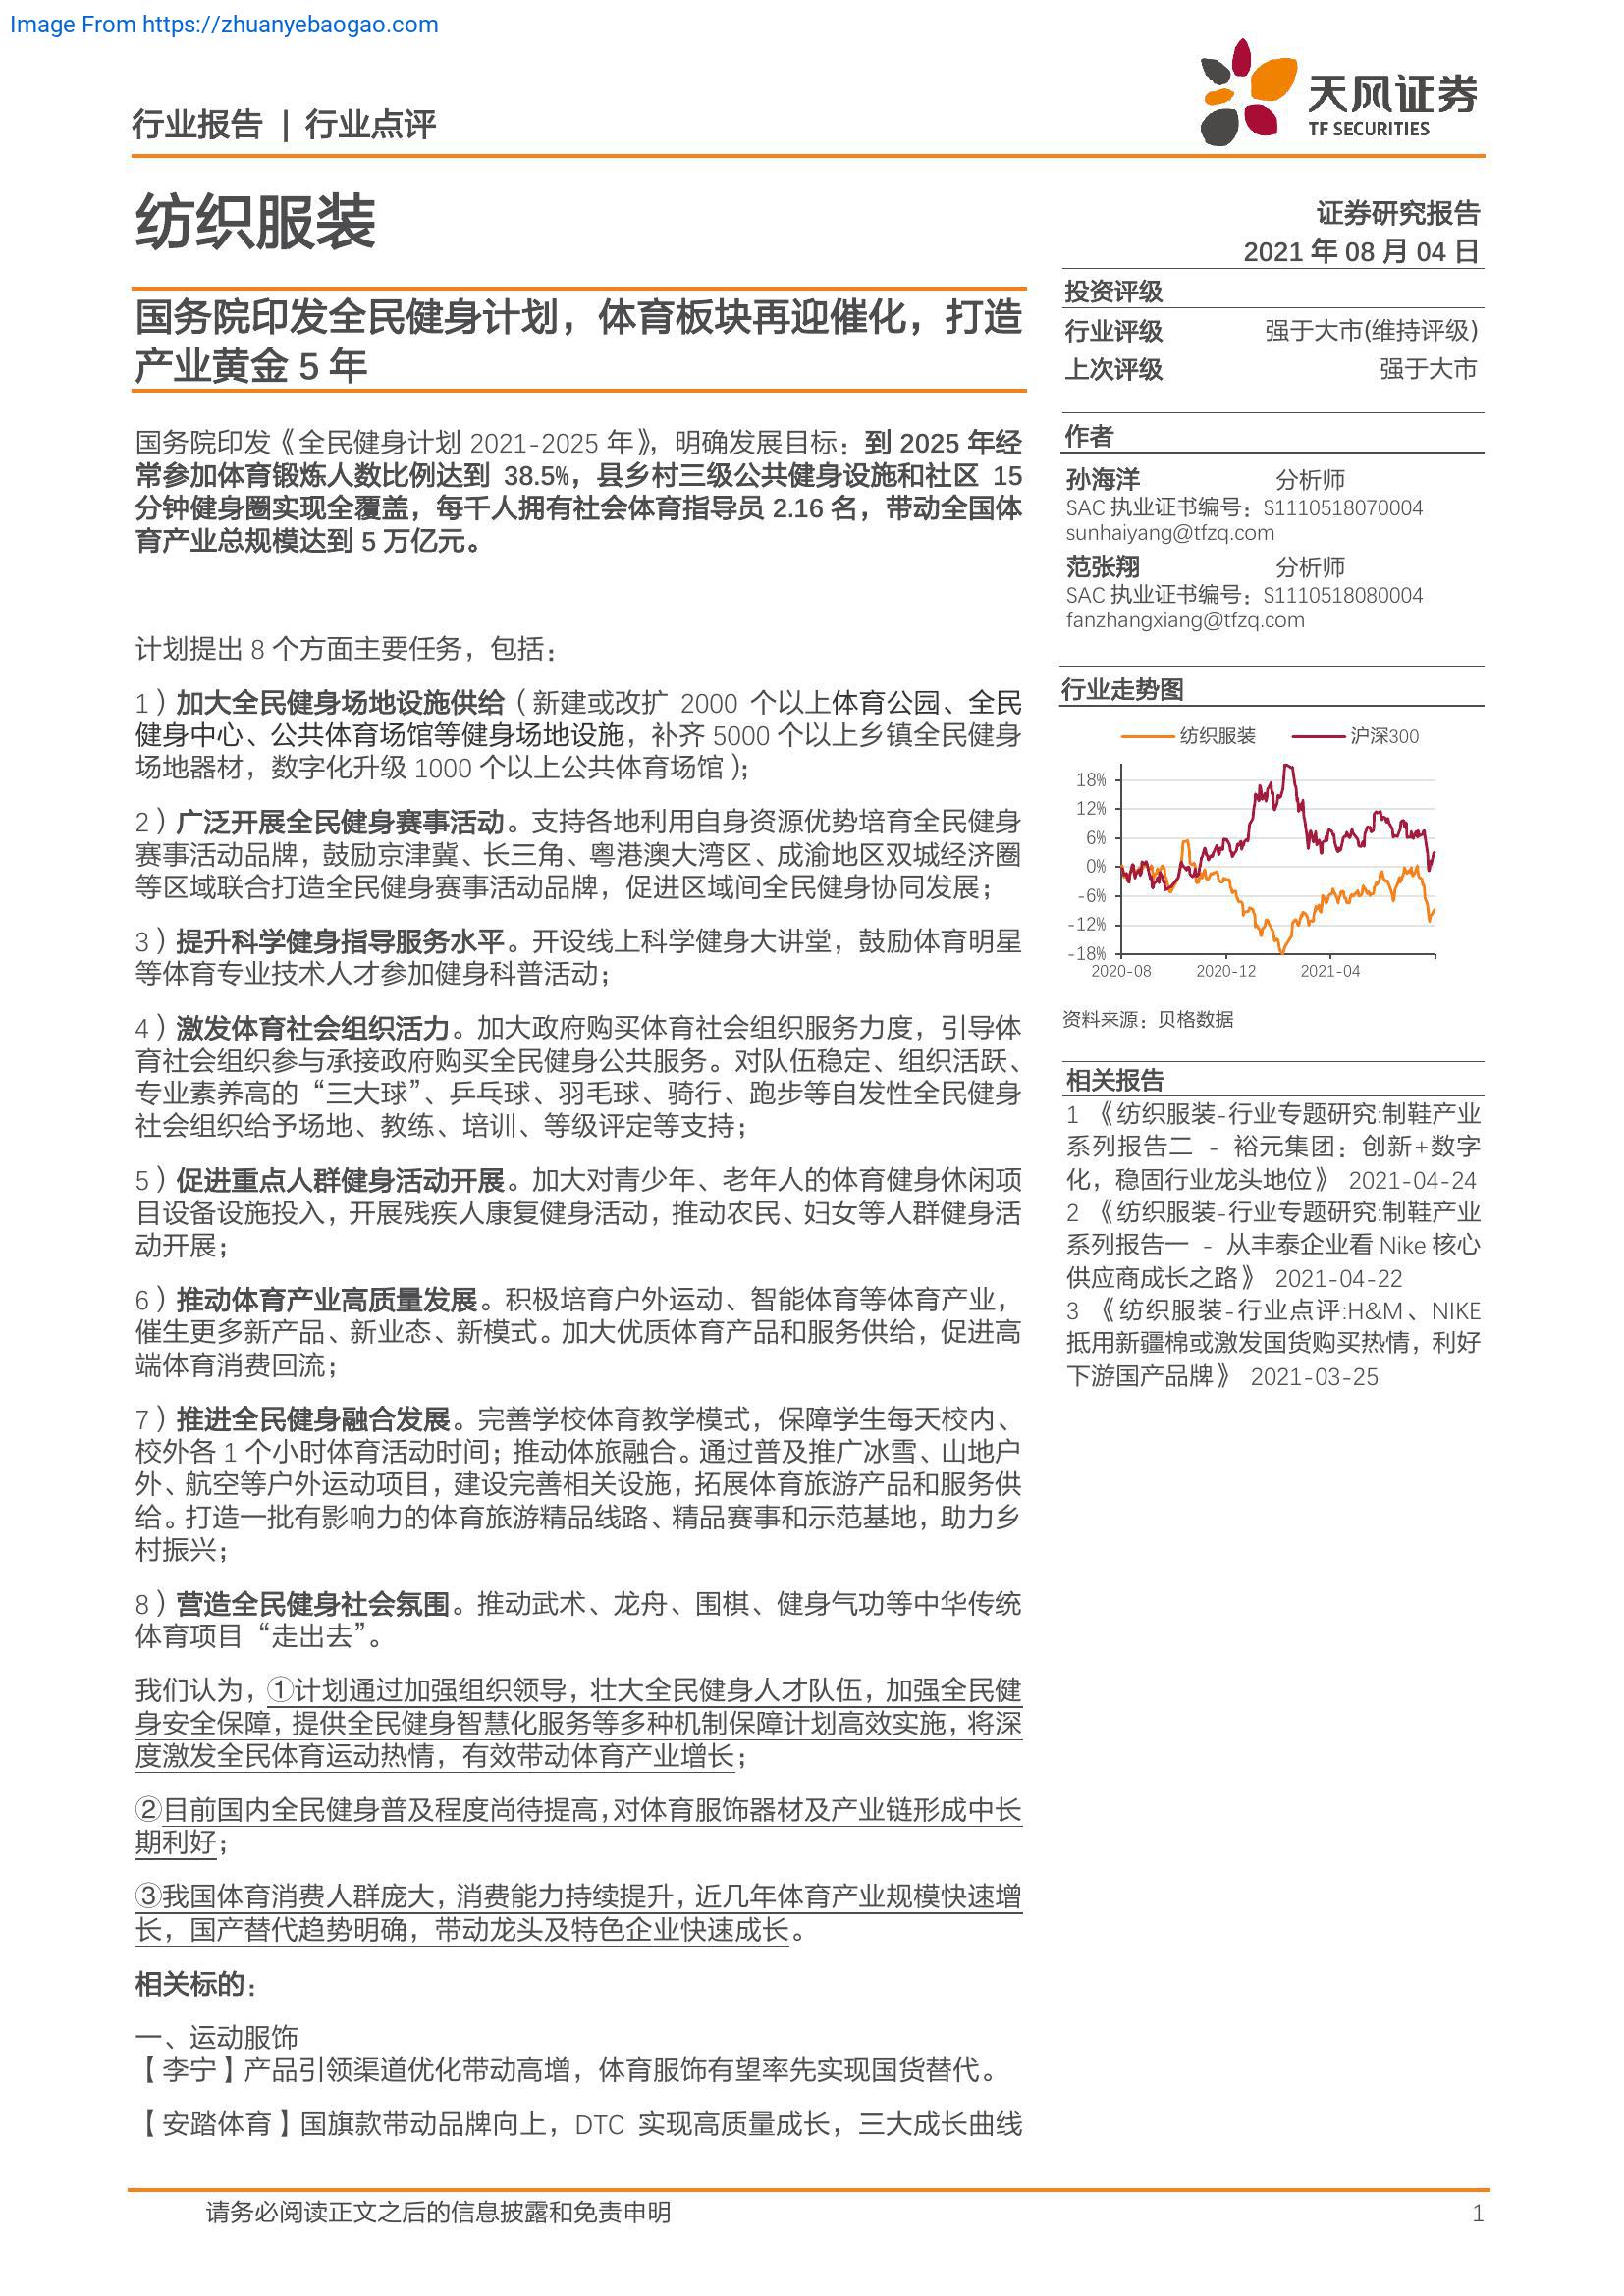 Image From https://zhuanyebaogao.com
行业报告 | 行业点评
天风证券
TF SECURITIES
纺织服装
证券研究报告
2021 年 08 月 04 日
国务院印发全民健身计划，体育板块再迎催化，打造
产业黄金 5 年
国务院印发《全民健身计划 2021-2025 年》，明确发展目标：到 2025 年经
常参加体育锻炼人数比例达到 38.5%，县乡村三级公共健身设施和社区 15
分钟健身圈实现全覆盖，每千人拥有社会体育指导员 2.16 名，带动全国体
育产业总规模达到 5 万亿元。
计划提出 8 个方面主要任务，包括：
1）加大全民健身场地设施供给（新建或改扩 2000 个以上体育公园、全民
健身中心、公共体育场馆等健身场地设施，补齐 5000 个以上乡镇全民健身
场地器材，数字化升级 1000 个以上公共体育场馆）；
2）广泛开展全民健身赛事活动。支持各地利用自身资源优势培育全民健身
赛事活动品牌，鼓励京津冀、长三角、粤港澳大湾区、成渝地区双城经济圈
等区域联合打造全民健身赛事活动品牌，促进区域间全民健身协同发展；
3）提升科学健身指导服务水平。开设线上科学健身大讲堂，鼓励体育明星
等体育专业技术人才参加健身科普活动；
4）激发体育社会组织活力。加大政府购买体育社会组织服务力度，引导体
育社会组织参与承接政府购买全民健身公共服务。对队伍稳定、组织活跃、
专业素养高的“三大球”、乒乓球、羽毛球、骑行、跑步等自发性全民健身
社会组织给予场地、教练、培训、等级评定等支持；
5）促进重点人群健身活动开展。加大对青少年、老年人的体育健身休闲项
目设备设施投入，开展残疾人康复健身活动，推动农民、妇女等人群健身活
动开展；
6）推动体育产业高质量发展。积极培育户外运动、智能体育等体育产业，
催生更多新产品、新业态、新模式。加大优质体育产品和服务供给，促进高
端体育消费回流；
7）推进全民健身融合发展。完善学校体育教学模式，保障学生每天校内、
校外各 1 个小时体育活动时间；推动体旅融合。通过普及推广冰雪、山地户
外、航空等户外运动项目，建设完善相关设施，拓展体育旅游产品和服务供
给。打造一批有影响力的体育旅游精品线路、精品赛事和示范基地，助力乡
村振兴；
8）营造全民健身社会氛围。推动武术、龙舟、围棋、健身气功等中华传统
体育项目“走出去”。
我们认为，①计划通过加强组织领导，壮大全民健身人才队伍，加强全民健
身安全保障，提供全民健身智慧化服务等多种机制保障计划高效实施，将深
度激发全民体育运动热情，有效带动体育产业增长；
②目前国内全民健身普及程度尚待提高，对体育服饰器材及产业链形成中长
期利好；
③我国体育消费人群庞大，消费能力持续提升，近几年体育产业规模快速增
长，国产替代趋势明确，带动龙头及特色企业快速成长。
相关标的：
一、运动服饰
【李宁】产品引领渠道优化带动高增，体育服饰有望率先实现国货替代。
【安踏体育】国旗款带动品牌向上，DTC 实现高质量成长，三大成长曲线
投资评级
行业评级 强于大市(维持评级)
上次评级 强于大市
作者
孙海洋 分析师
SAC 执业证书编号：S1110518070004
sunhaiyang@tfzq.com
范张翔 分析师
SAC 执业证书编号：S1110518080004
fanzhangxiang@tfzq.com
行业走势图
纺织服装 沪深300
18%
12%
6%
0%
-6%
-12%
-18%
2020-08 2020-12 2021-04
资料来源：贝格数据
相关报告
1 《纺织服装-行业专题研究:制鞋产业
系列报告二 - 裕元集团：创新+数字
化，稳固行业龙头地位》 2021-04-24
2 《纺织服装-行业专题研究:制鞋产业
系列报告一 - 从丰泰企业看 Nike 核心
供应商成长之路》 2021-04-22
3 《纺织服装-行业点评:H&M、NIKE
抵用新疆棉或激发国货购买热情，利好
下游国产品牌》 2021-03-25
请务必阅读正文之后的信息披露和免责申明 1